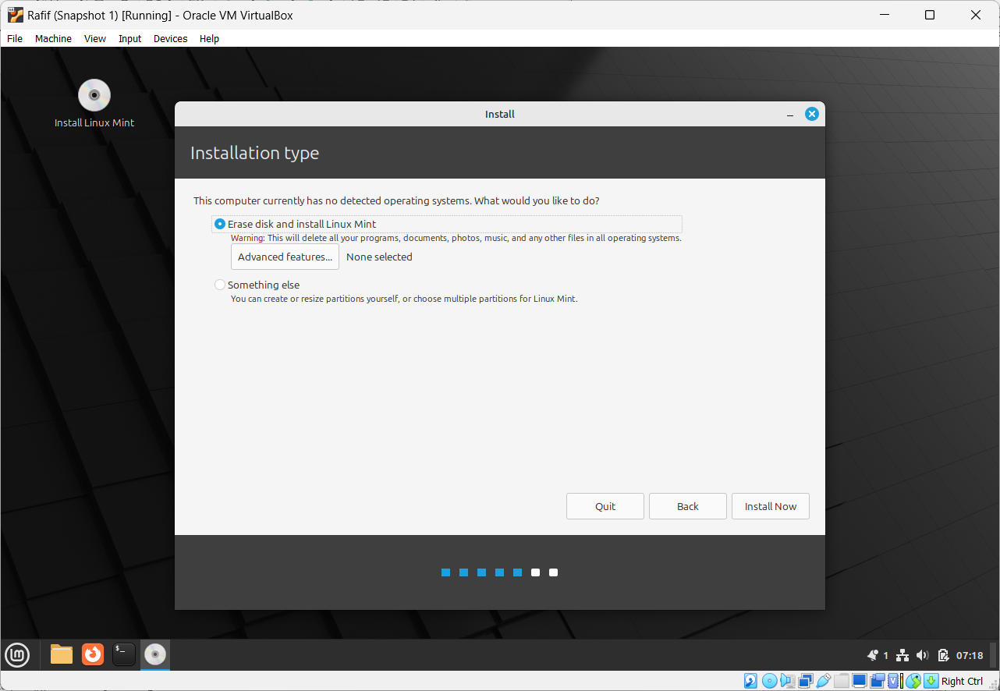 Rafif (Snapshot 1) [Running] - Oracle VM VirtualBox
File Machine View Input Devices Help
Install Linux Mint
Install
Installation type
This computer currently has no detected operating systems. What would you like to do?
Erase disk and install Linux Mint
Warning: This will delete all your programs, documents, photos, music, and any other files in all operating systems.
Advanced features... None selected
Something else
You can create or resize partitions yourself, or choose multiple partitions for Linux Mint.
Quit Back Install Now
$_
1 07:18
Right Ctrl